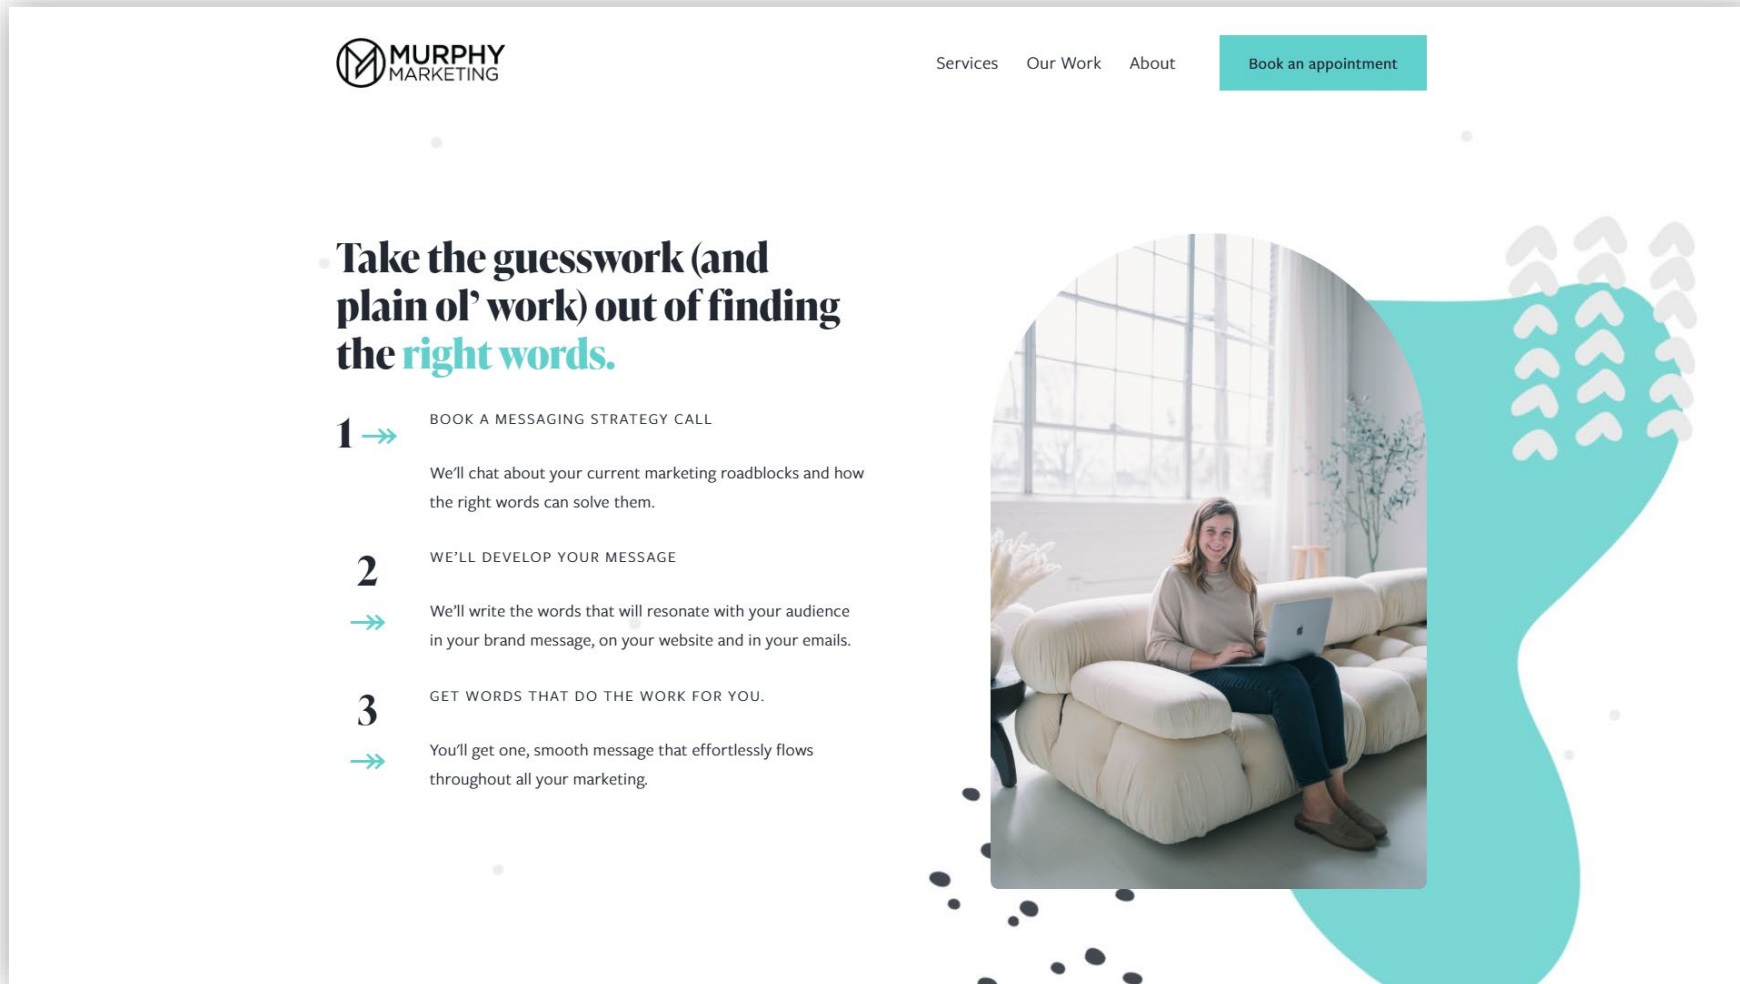 MURPHY
MARKETING
Services
Our Work
About
Book an appointment
Take the guesswork (and
plain ol’ work) out of finding
the right words.
1
BOOK A MESSAGING STRATEGY CALL
We'll chat about your current marketing roadblocks and how
the right words can solve them.
2
WE’LL DEVELOP YOUR MESSAGE
We’ll write the words that will resonate with your audience
in your brand message, on your website and in your emails.
3
GET WORDS THAT DO THE WORK FOR YOU.
You'll get one, smooth message that effortlessly flows
throughout all your marketing.